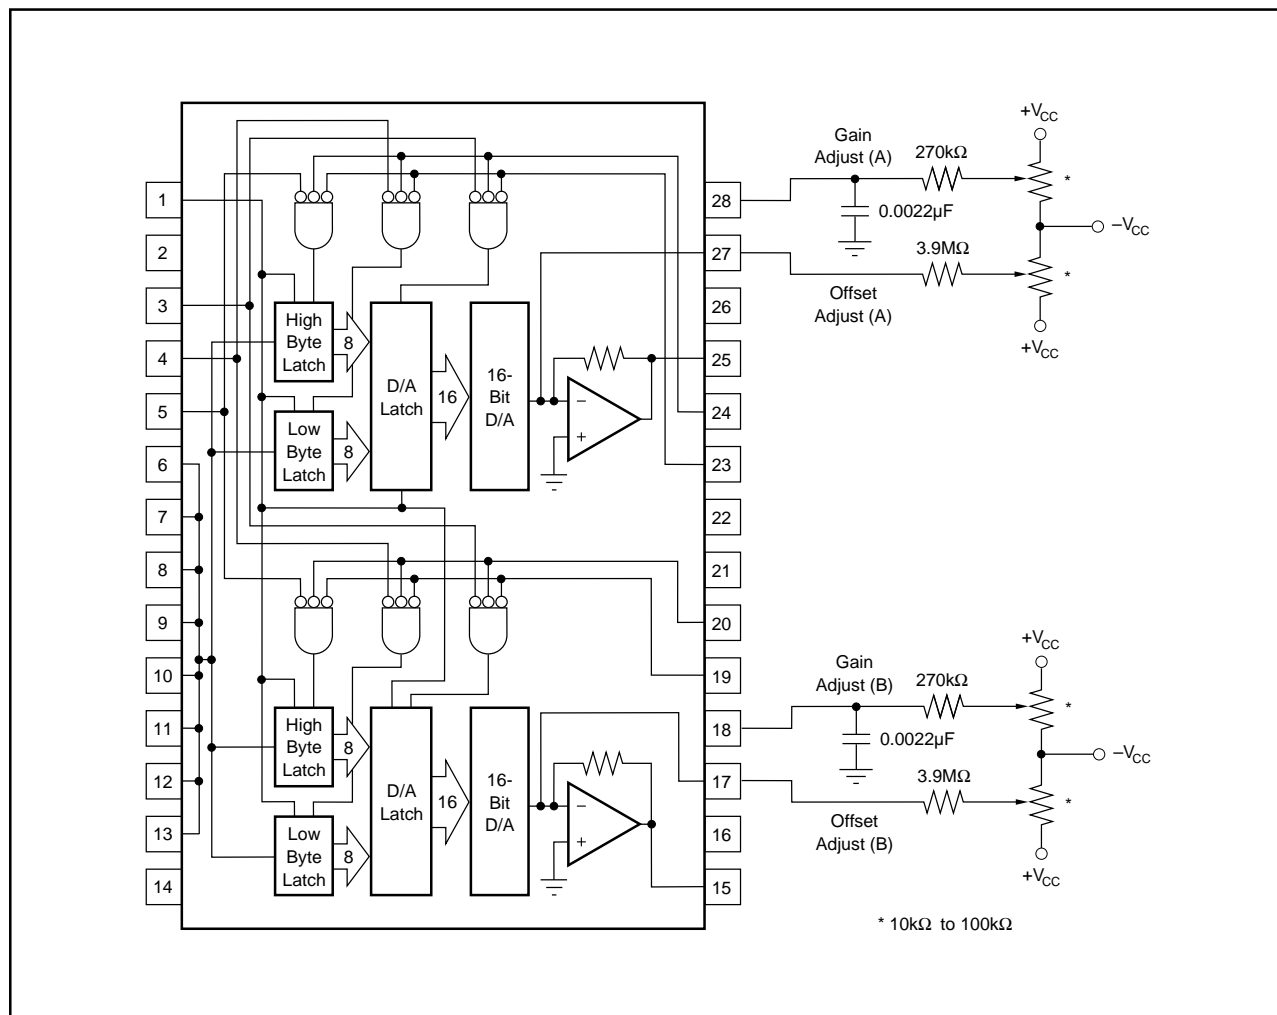 1
2
3
4
5
6
7
8
9
10
11
12
13
14
28
27
26
25
24
23
22
21
20
19
18
17
16
15
High
Byte
Latch
8
Low
Byte
Latch
8
D/A
Latch
16
16-
Bit
D/A
−
+
High
Byte
Latch
8
Low
Byte
Latch
8
D/A
Latch
16
16-
Bit
D/A
−
+
+VCC
Gain
Adjust (A)
270kΩ
*
0.0022µF
–VCC
3.9MΩ
*
Offset
Adjust (A)
+VCC
+VCC
Gain
Adjust (B)
270kΩ
*
0.0022µF
–VCC
3.9MΩ
*
Offset
Adjust (B)
+VCC
* 10kΩ to 100kΩ